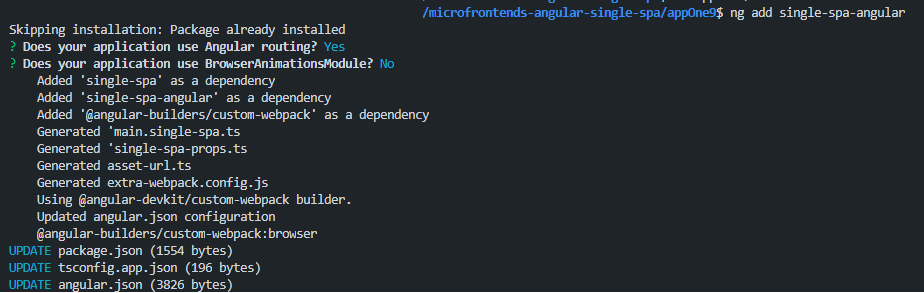 /microfrontends-angular-single-spa/appOne9$ ng add single-spa-angular
Skipping installation: Package already installed
? Does your application use Angular routing? Yes
? Does your application use BrowserAnimationsModule? No
Added 'single-spa' as a dependency
Added 'single-spa-angular' as a dependency
Added '@angular-builders/custom-webpack' as a dependency
Generated 'main.single-spa.ts
Generated 'single-spa-props.ts
Generated asset-url.ts
Generated extra-webpack.config.js
Using @angular-devkit/custom-webpack builder.
Updated angular.json configuration
@angular-builders/custom-webpack:browser
UPDATE package.json (1554 bytes)
UPDATE tsconfig.app.json (196 bytes)
UPDATE angular.json (3826 bytes)